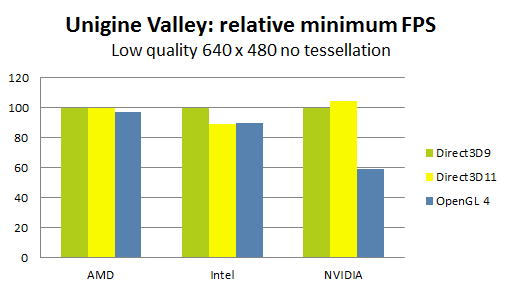 Unigine Valley: relative minimum FPS
Low quality 640 x 480 no tessellation
120
100
80
60
40
20
0
AMD
Intel
NVIDIA
Direct3D9
Direct3D11
OpenGL 4